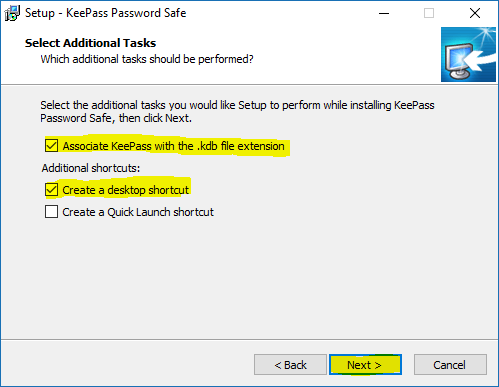 Setup - KeePass Password Safe
Select Additional Tasks
Which additional tasks should be performed?
Select the additional tasks you would like Setup to perform while installing KeePass
Password Safe, then click Next.
Associate KeePass with the .kdb file extension
Additional shortcuts:
Create a desktop shortcut
Create a Quick Launch shortcut
< Back
Next >
Cancel